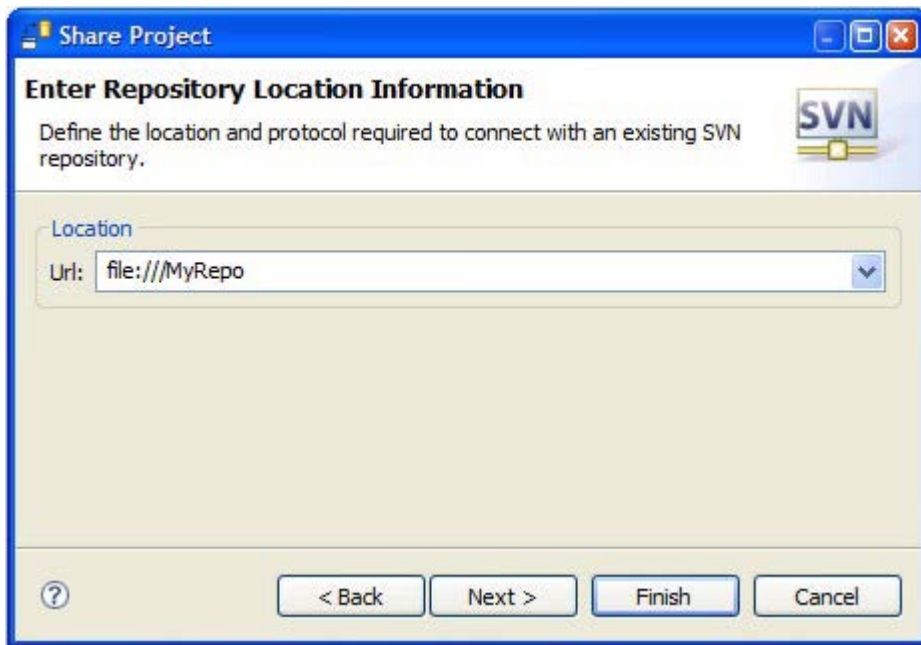 Share Project
Enter Repository Location Information
Define the location and protocol required to connect with an existing SVN
repository.
SVN
Location
Url: file:///MyRepo
?
< Back Next > Finish Cancel